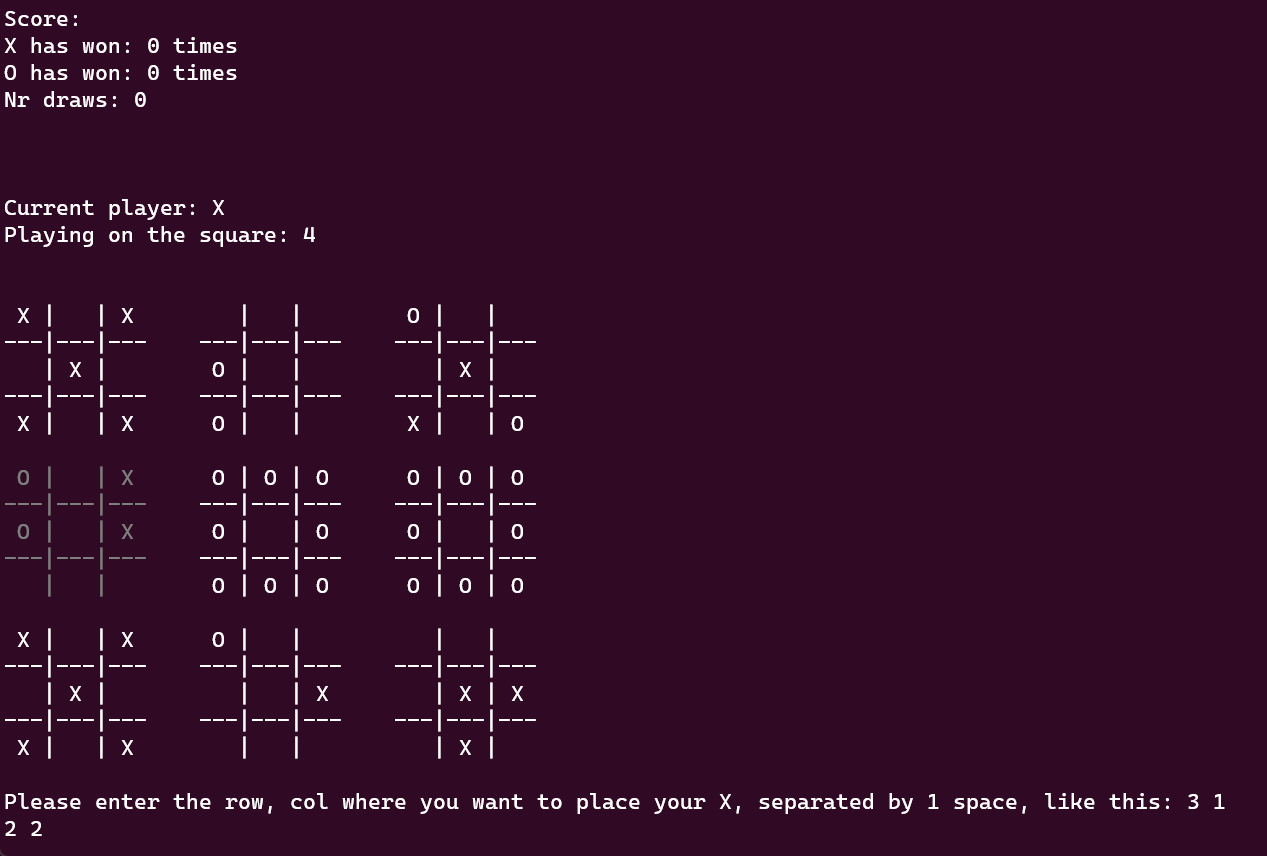 Score:
X has won: 0 times
O has won: 0 times
Nr draws: 0
Current player: X
Playing on the square: 4
 X |   | X        |   |        O |   |
---|---|---    ---|---|---    ---|---|---
   | X |        O |   |          | X |
---|---|---    ---|---|---    ---|---|---
 X |   | X      O |   |        X |   | O
 O |   | X      O | O | O      O | O | O
---|---|---    ---|---|---    ---|---|---
 O |   | X      O |   | O      O |   | O
---|---|---    ---|---|---    ---|---|---
   |   |        O | O | O      O | O | O
 X |   | X      O |   |          |   |
---|---|---    ---|---|---    ---|---|---
   | X |          |   | X        | X | X
---|---|---    ---|---|---    ---|---|---
 X |   | X        |   |          | X |
Please enter the row, col where you want to place your X, separated by 1 space, like this: 3 1
2 2